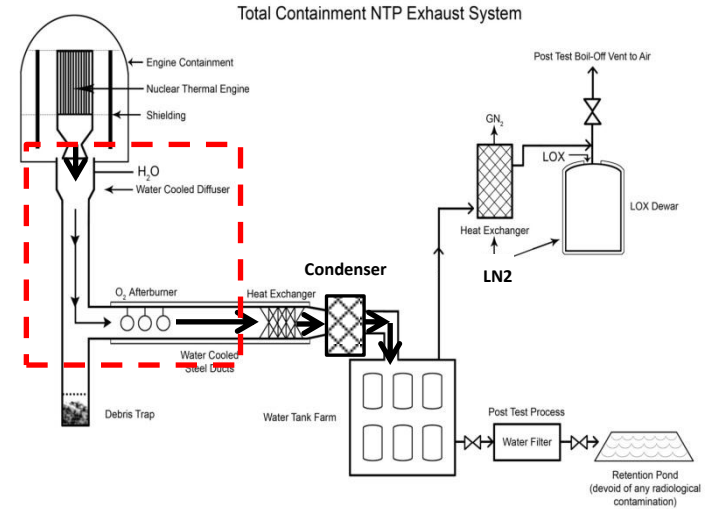 Total Containment NTP Exhaust System
Engine Containment
Nuclear Thermal Engine
Shielding
H₂O
Water Cooled Diffuser
O₂ Afterburner
Heat Exchanger
Condenser
Water Cooled
Steel Ducts
Debris Trap
Water Tank Farm
Post Test Boil-Off Vent to Air
GN₂
LOX
LOX Dewar
Heat Exchanger
LN2
Post Test Process
Water Filter
Retention Pond
(devoid of any radiological
contamination)